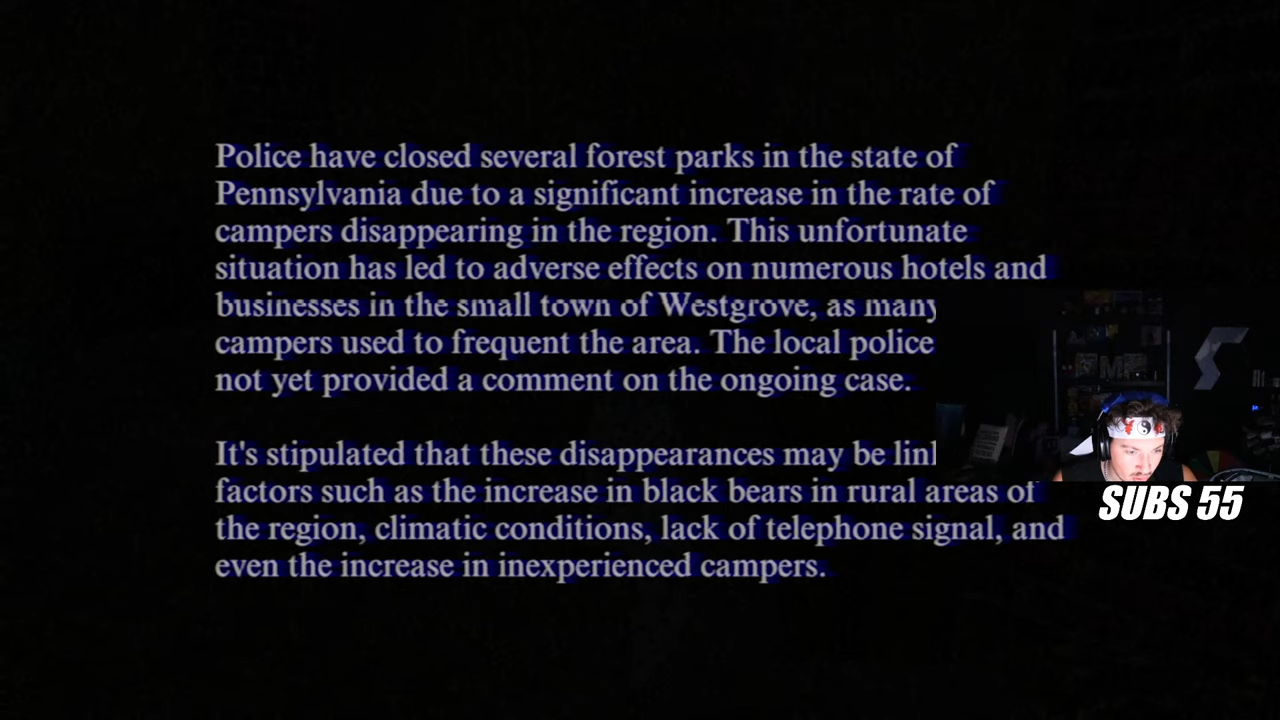 Police have closed several forest parks in the state of
Pennsylvania due to a significant increase in the rate of
campers disappearing in the region. This unfortunate
situation has led to adverse effects on numerous hotels and
businesses in the small town of Westgrove, as many
campers used to frequent the area. The local police
not yet provided a comment on the ongoing case.
It's stipulated that these disappearances may be
factors such as the increase in black bears in rural areas of
the region, climatic conditions, lack of telephone signal, and
even the increase in inexperienced campers.
SUBS 55